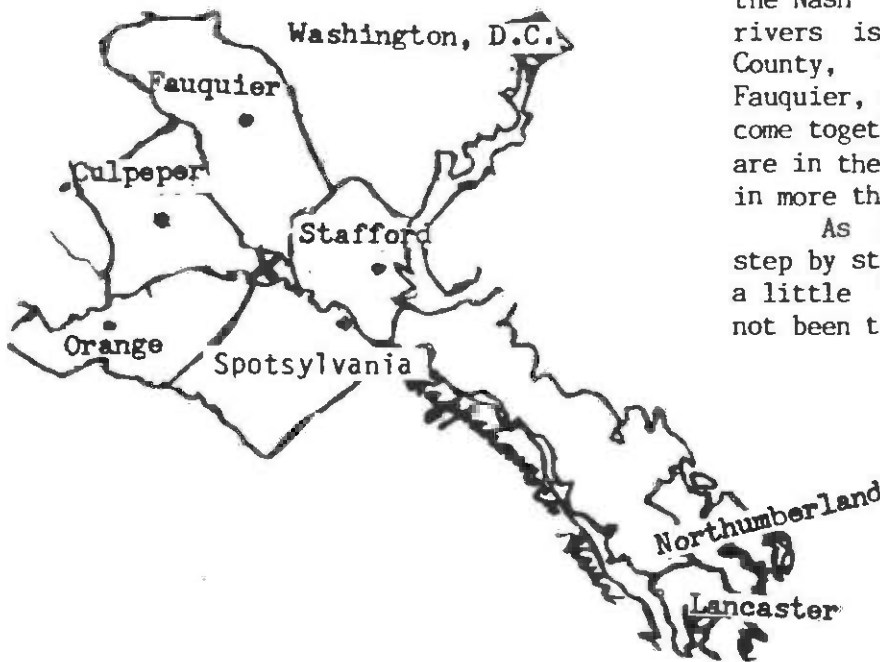 Washington, D.C.
Fauquier
Culpeper
Stafford
Orange
Spotsylvania
Northumberland
Lancaster
the Nash
rivers is
County,
Fauquier,
come toget
are in the
in more th
As
step by st
a little
not been t